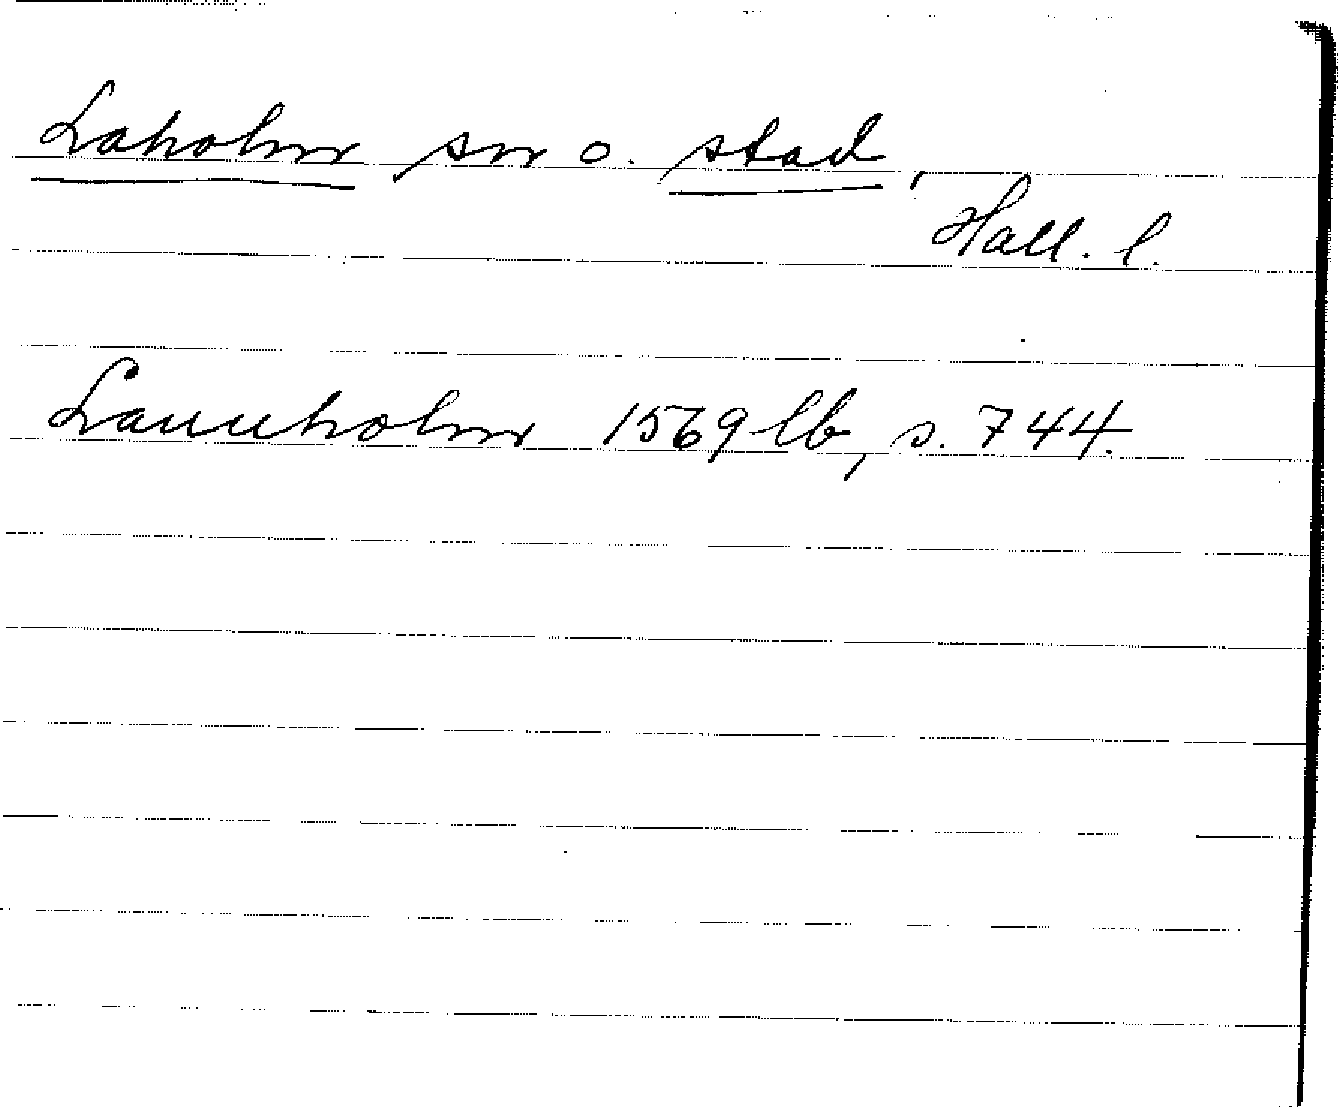 Laholm sn o. stad,
Hall. l.
Lauuholm 1569 lb, s. 744.